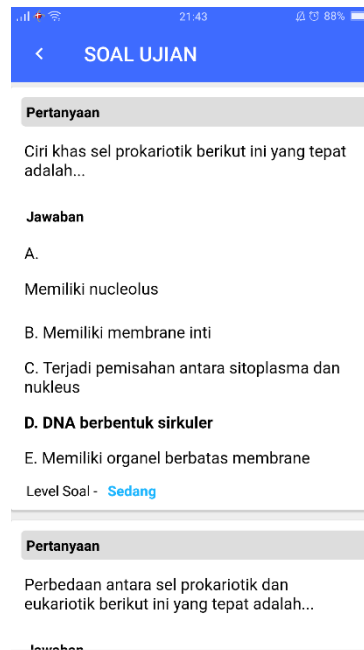 21:43
88%
SOAL UJIAN
Pertanyaan
Ciri khas sel prokariotik berikut ini yang tepat
adalah...
Jawaban
A.
Memiliki nucleolus
B. Memiliki membrane inti
C. Terjadi pemisahan antara sitoplasma dan
nukleus
D. DNA berbentuk sirkuler
E. Memiliki organel berbatas membrane
Level Soal - Sedang
Pertanyaan
Perbedaan antara sel prokariotik dan
eukariotik berikut ini yang tepat adalah...
Jawaban